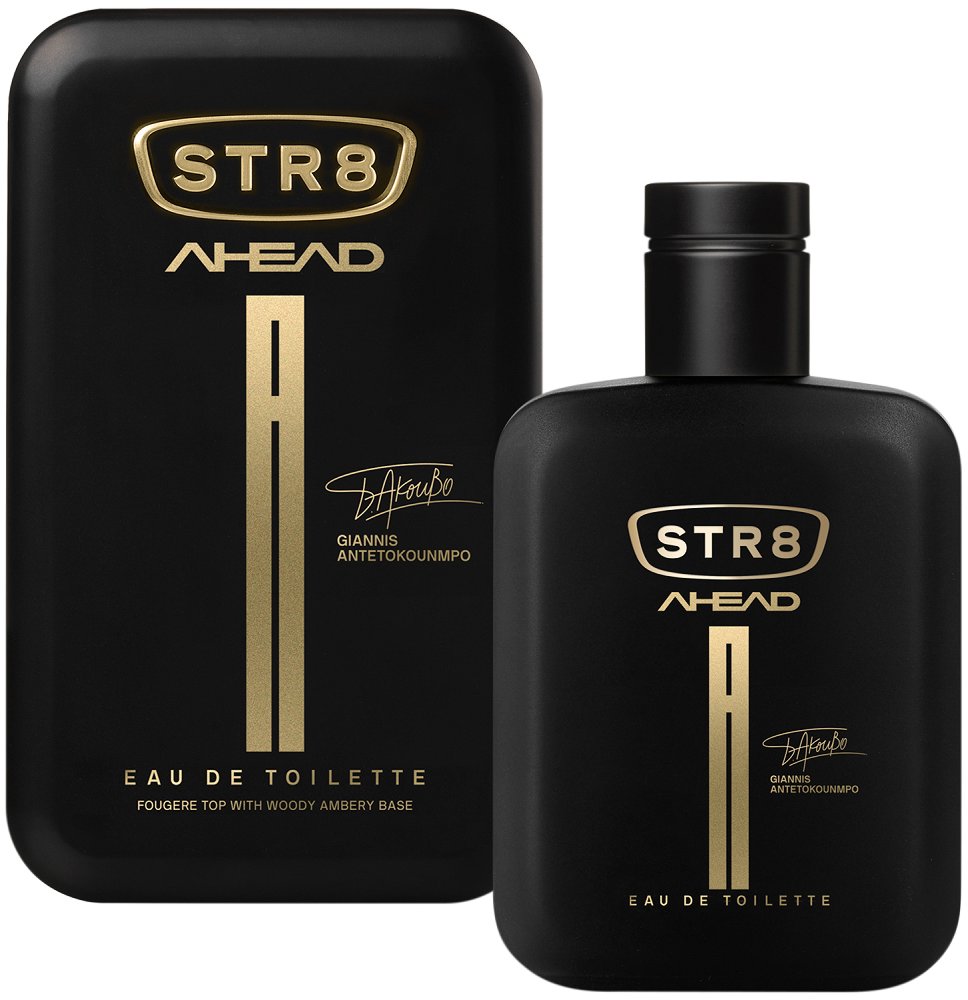 STR8
AHEAD
A
GIANNIS
ANTETOKOUNMPO
EAU DE TOILETTE
FOUGERE TOP WITH WOODY AMBERY BASE
STR8
AHEAD
A
GIANNIS
ANTETOKOUNMPO
EAU DE TOILETTE